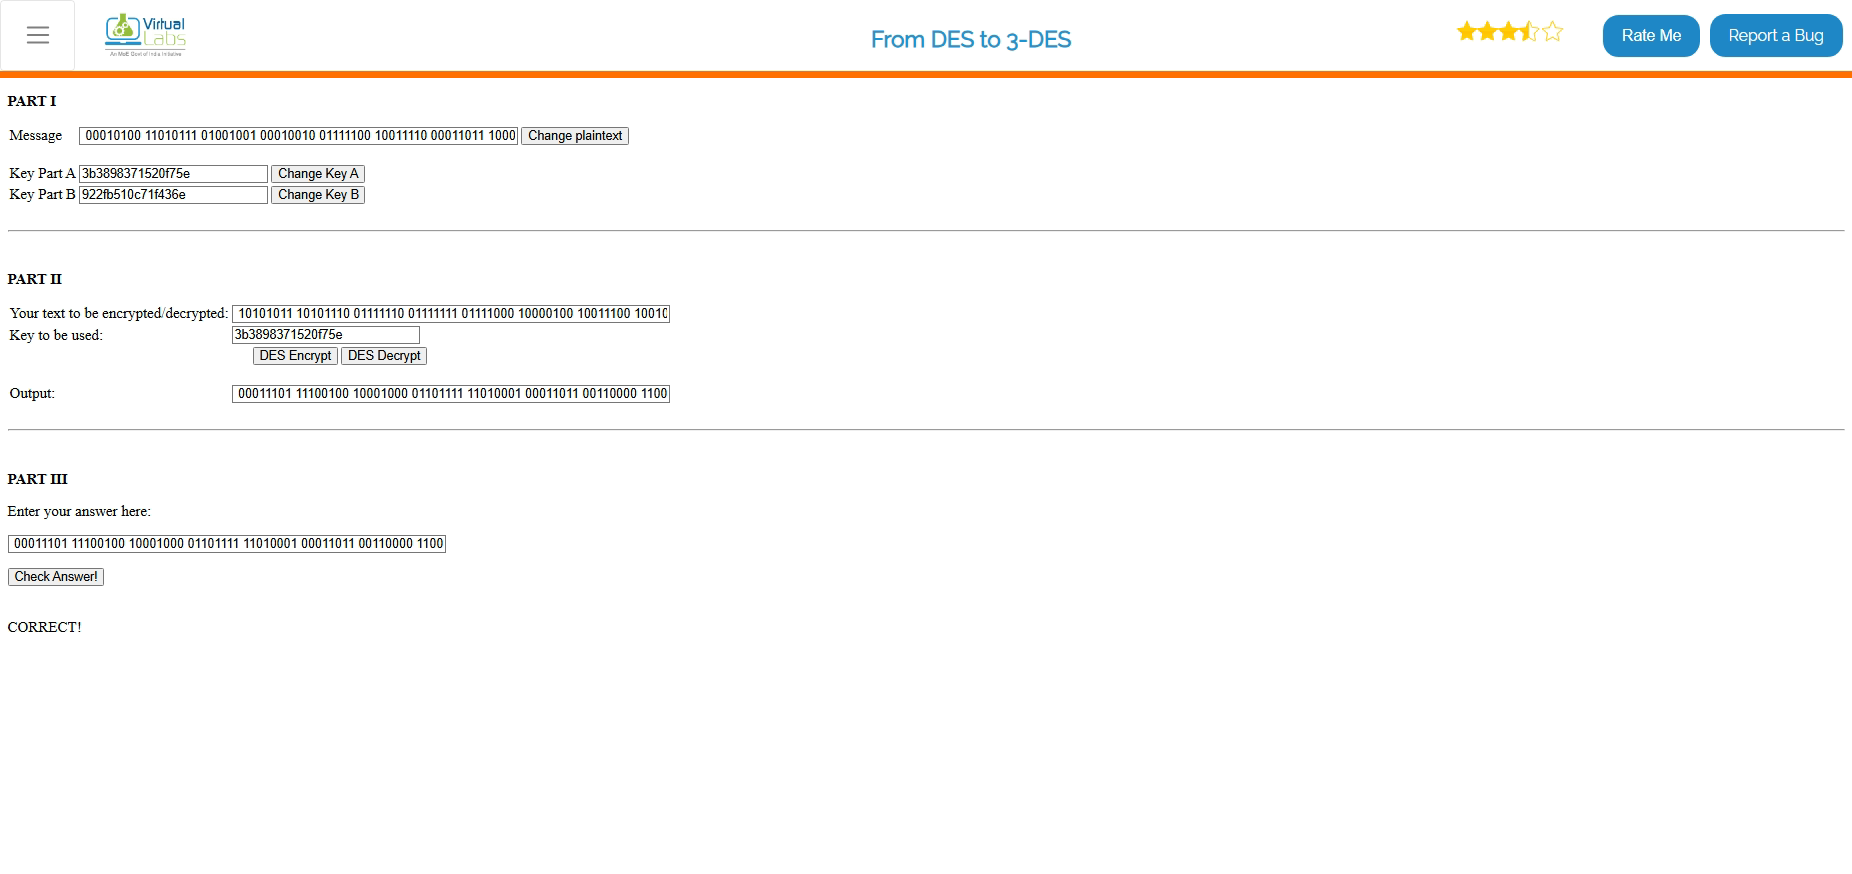 Virtual
Labs
An MoE Govt of India Initiative
From DES to 3-DES
Rate Me
Report a Bug
PART I
Message 00010100 11010111 01001001 00010010 01111100 10011110 00011011 1000 Change plaintext
Key Part A 3b3898371520f75e Change Key A
Key Part B 922fb510c71f436e Change Key B
PART II
Your text to be encrypted/decrypted: 10101011 10101110 01111110 01111111 01111000 10000100 10011100 10010
Key to be used: 3b3898371520f75e
DES Encrypt DES Decrypt
Output: 00011101 11100100 10001000 01101111 11010001 00011011 00110000 1100
PART III
Enter your answer here:
00011101 11100100 10001000 01101111 11010001 00011011 00110000 1100
Check Answer!
CORRECT!